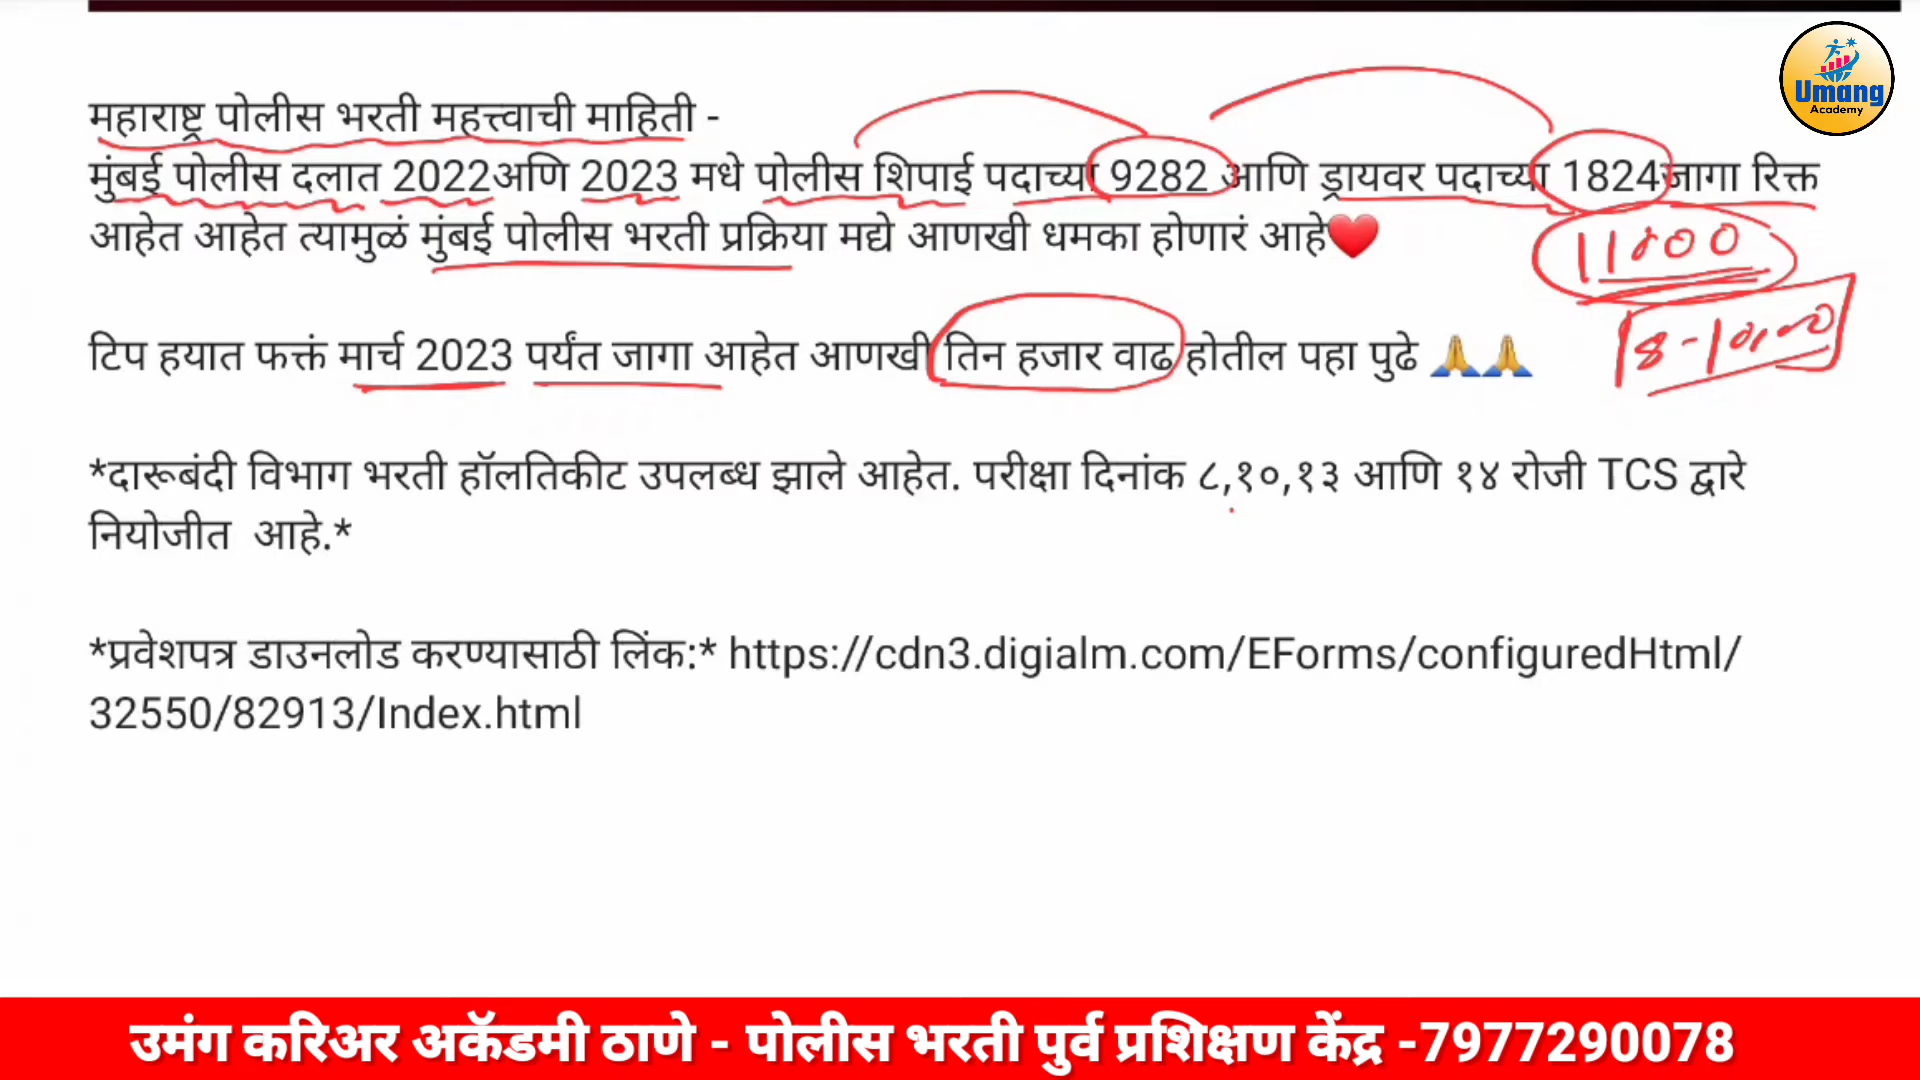 महाराष्ट्र पोलीस भरती महत्त्वाची माहिती -
मुंबई पोलीस दलात 2022अणि 2023 मधे पोलीस शिपाई पदाच्या 9282 आणि ड्रायवर पदाच्या 1824जागा रिक्त
आहेत आहेत त्यामुळं मुंबई पोलीस भरती प्रक्रिया मद्ये आणखी धमका होणारं आहे❤️
11000
टिप हयात फक्तं मार्च 2023 पर्यंत जागा आहेत आणखी तिन हजार वाढ होतील पहा पुढे 🙏🙏
*दारूबंदी विभाग भरती हॉलतिकीट उपलब्ध झाले आहेत. परीक्षा दिनांक ८,१०,१३ आणि १४ रोजी TCS द्वारे
नियोजीत आहे.*
*प्रवेशपत्र डाउनलोड करण्यासाठी लिंक:* https://cdn3.digialm.com/EForms/configuredHtml/
32550/82913/Index.html
Umang
Academy
उमंग करिअर अकॅडमी ठाणे - पोलीस भरती पुर्व प्रशिक्षण केंद्र -7977290078